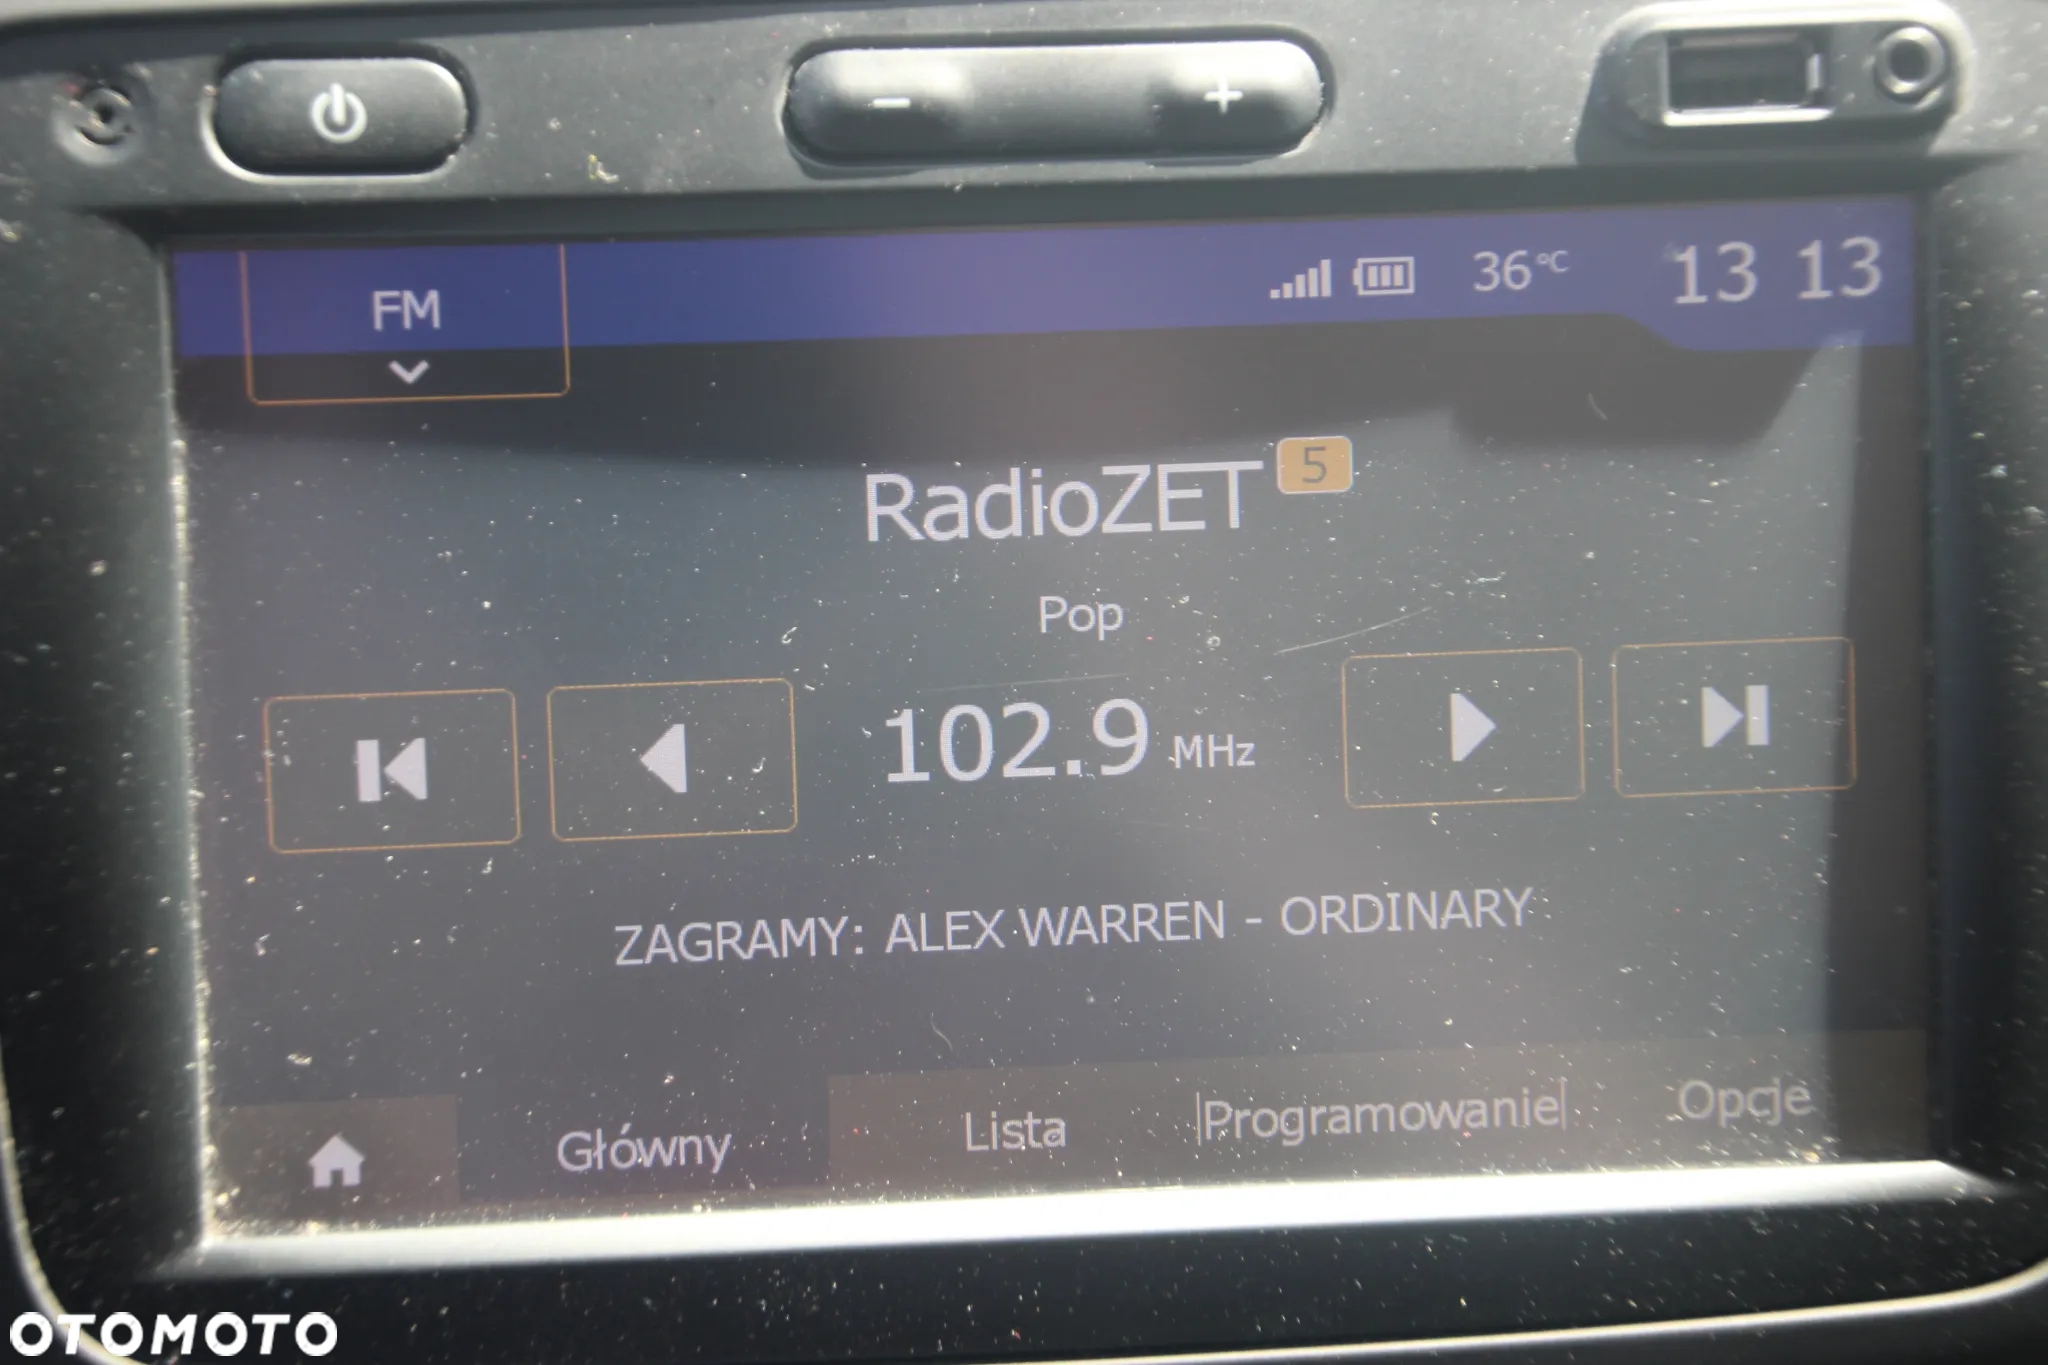 FM
36°C
13 13
RadioZET 5
Pop
102.9 MHz
ZAGRAMY: ALEX WARREN - ORDINARY
Główny
Lista
Programowanie
Opcje
OTOMOTO